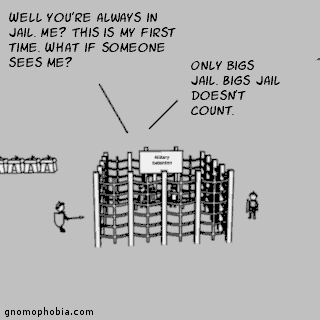 WELL YOU'RE ALWAYS IN
JAIL. ME? THIS IS MY FIRST
TIME. WHAT IF SOMEONE
SEES ME?
ONLY BIGS
JAIL. BIGS JAIL
DOESN'T
COUNT.
Military
Detention
gnomophobia.com